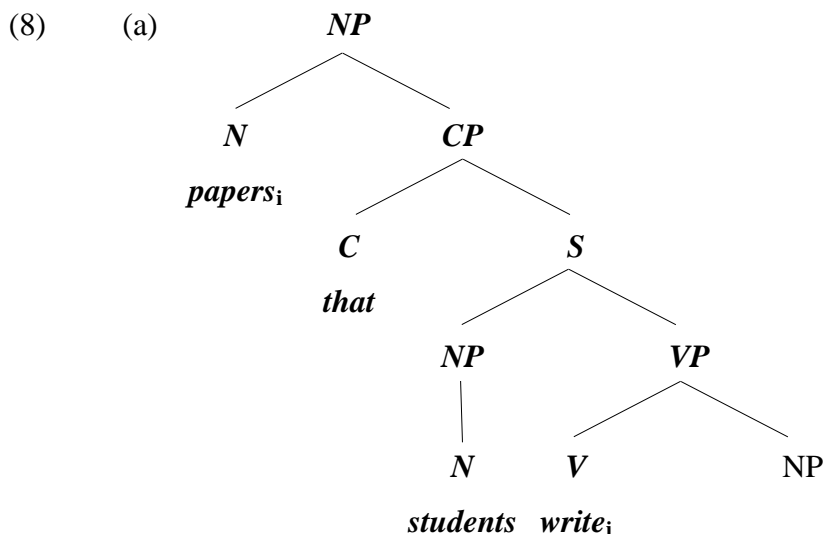 (8) (a) NP
N CP
papersi
C S
that
NP VP
N V NP
students writei